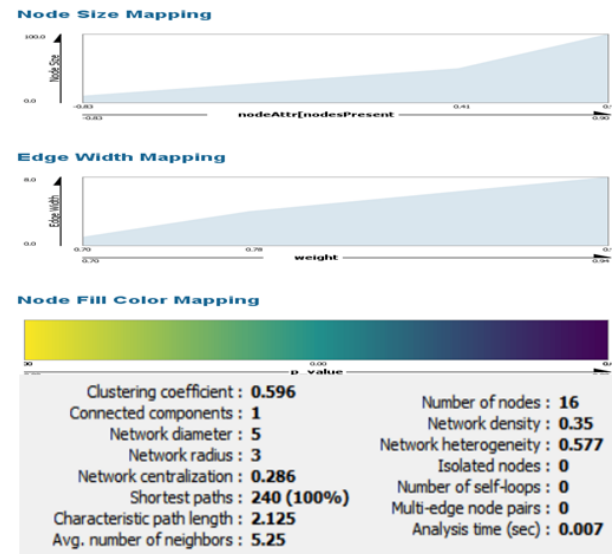 Node Size Mapping
100.0
Node Size
0.0
-0.83 0.41 0.
-0.83 nodeAttr[nodesPresent 0.90
Edge Width Mapping
8.0
Edge Width
0.0
0.70 0.78 0.
0.70 weight 0.94
Node Fill Color Mapping
0.00
p_value
Clustering coefficient : 0.596
Connected components : 1
Network diameter : 5
Network radius : 3
Network centralization : 0.286
Shortest paths : 240 (100%)
Characteristic path length : 2.125
Avg. number of neighbors : 5.25
Number of nodes : 16
Network density : 0.35
Network heterogeneity : 0.577
Isolated nodes : 0
Number of self-loops : 0
Multi-edge node pairs : 0
Analysis time (sec) : 0.007